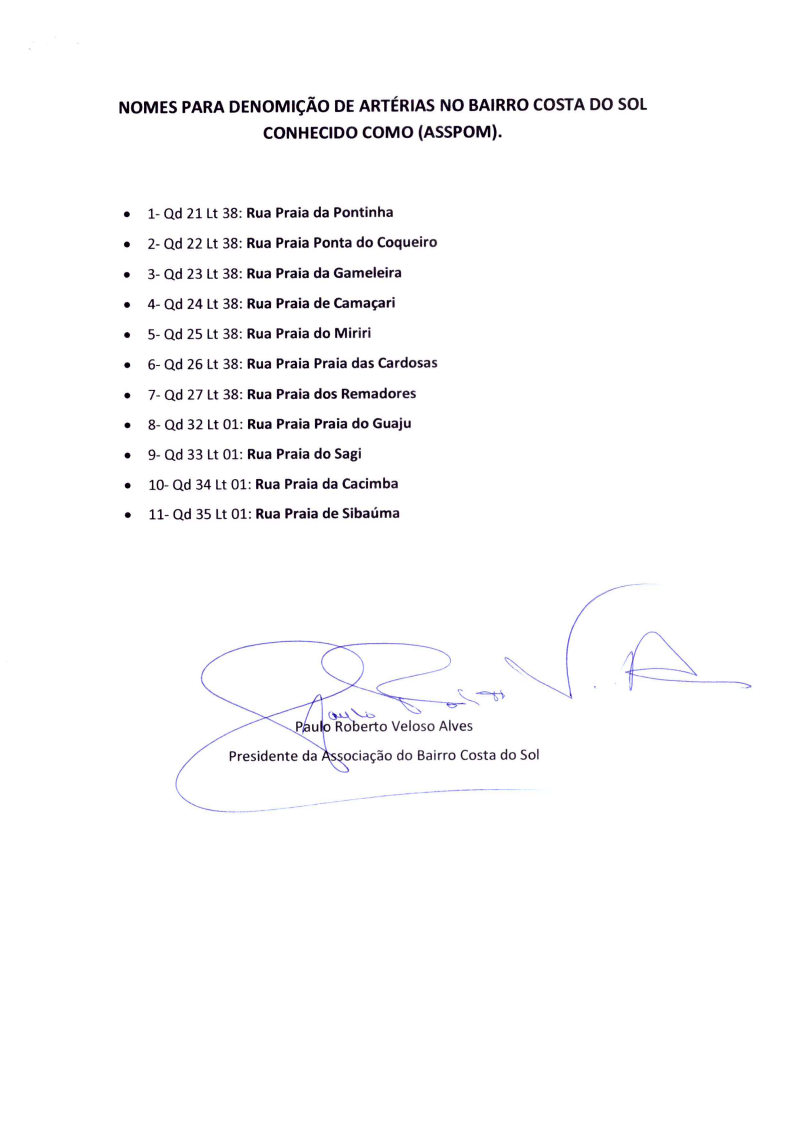 NOMES PARA DENOMIÇÃO DE ARTÉRIAS NO BAIRRO COSTA DO SOL
CONHECIDO COMO (ASSPOM).
• 1- Qd 21 Lt 38: Rua Praia da Pontinha
• 2- Qd 22 Lt 38: Rua Praia Ponta do Coqueiro
• 3- Qd 23 Lt 38: Rua Praia da Gameleira
• 4- Qd 24 Lt 38: Rua Praia de Camaçari
• 5- Qd 25 Lt 38: Rua Praia do Miriri
• 6- Qd 26 Lt 38: Rua Praia Praia das Cardosas
• 7- Qd 27 Lt 38: Rua Praia dos Remadores
• 8- Qd 32 Lt 01: Rua Praia Praia do Guaju
• 9- Qd 33 Lt 01: Rua Praia do Sagi
• 10- Qd 34 Lt 01: Rua Praia da Cacimba
• 11- Qd 35 Lt 01: Rua Praia de Sibaúma
Paulo Roberto Veloso Alves
Presidente da Associação do Bairro Costa do Sol